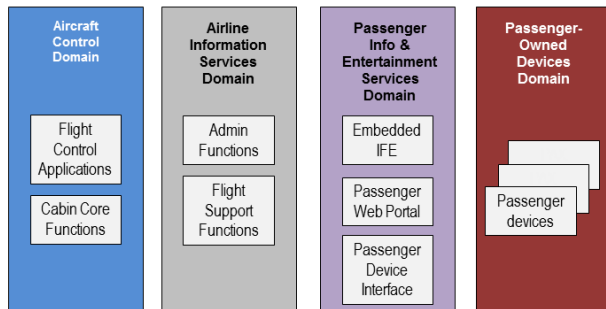 Aircraft
Control
Domain
Flight
Control
Applications
Cabin Core
Functions
Airline
Information
Services
Domain
Admin
Functions
Flight
Support
Functions
Passenger
Info &
Entertainment
Services
Domain
Embedded
IFE
Passenger
Web Portal
Passenger
Device
Interface
Passenger-
Owned
Devices
Domain
Passenger
devices